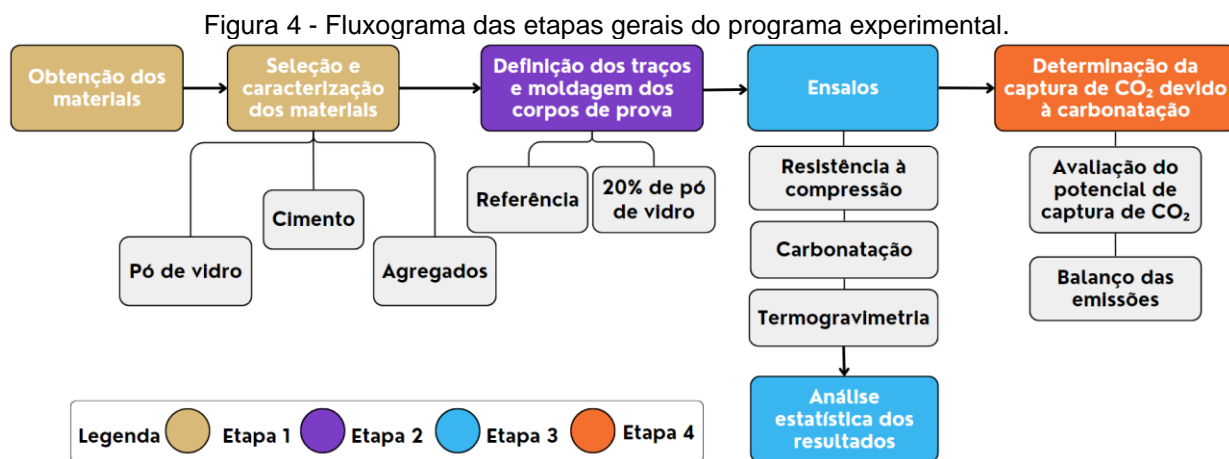 Figura 4 - Fluxograma das etapas gerais do programa experimental.
Obtenção dos
materiais
Seleção e
caracterização
dos materiais
Definição dos traços
e moldagem dos
corpos de prova
Ensaios
Determinação da
captura de CO₂ devido
à carbonatação
Pó de vidro
Cimento
Agregados
Referência
20% de pó
de vidro
Resistência à
compressão
Carbonatação
Termogravimetria
Análise
estatística dos
resultados
Avaliação do
potencial de
captura de CO₂
Balanço das
emissões
Legenda
Etapa 1
Etapa 2
Etapa 3
Etapa 4